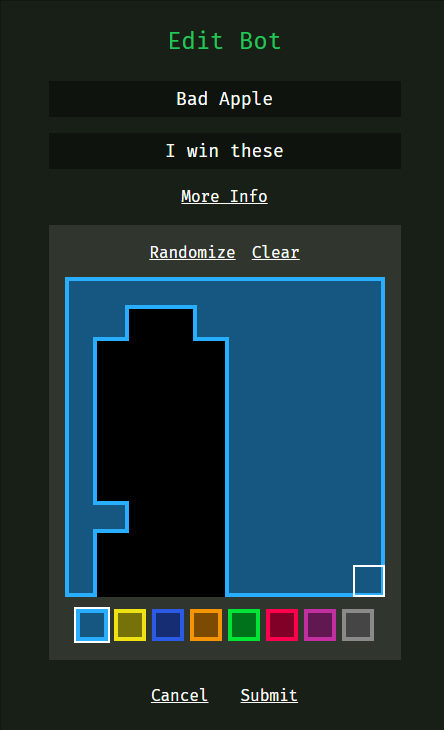 Edit Bot
Bad Apple
I win these
More Info
Randomize Clear
Cancel Submit